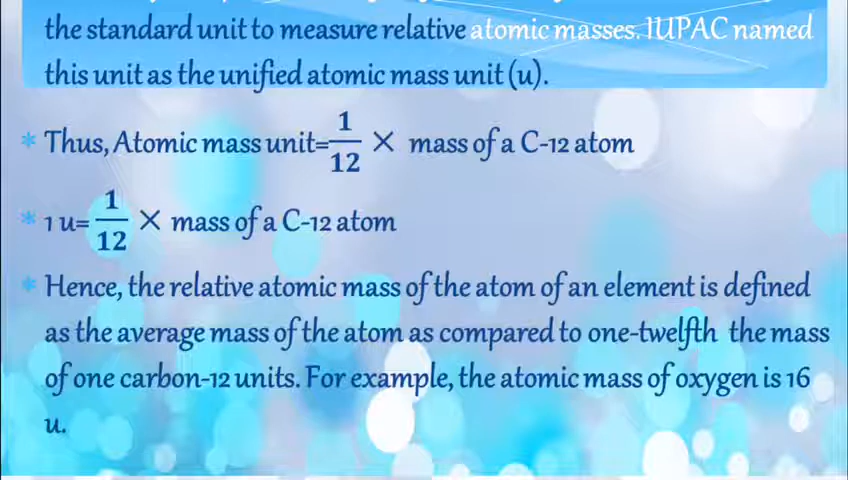 the standard unit to measure relative atomic masses. IUPAC named
this unit as the unified atomic mass unit (u).
* Thus, Atomic mass unit=1/12 × mass of a C-12 atom
* 1 u=1/12 × mass of a C-12 atom
* Hence, the relative atomic mass of the atom of an element is defined
as the average mass of the atom as compared to one-twelfth the mass
of one carbon-12 units. For example, the atomic mass of oxygen is 16
u.